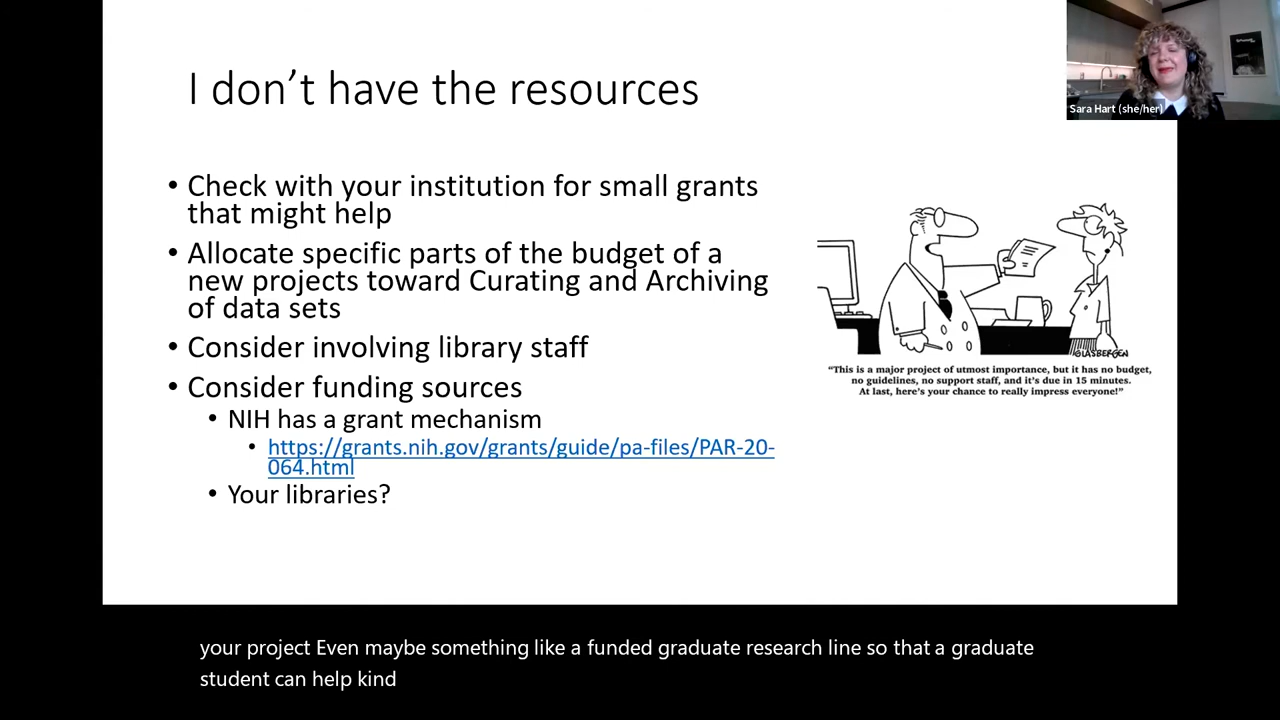 I don't have the resources
Sara Hart (she/her)
• Check with your institution for small grants
that might help
• Allocate specific parts of the budget of a
new projects toward Curating and Archiving
of data sets
• Consider involving library staff
• Consider funding sources
• NIH has a grant mechanism
• https://grants.nih.gov/grants/guide/pa-files/PAR-20-
064.html
• Your libraries?
©GLASBERGEN
“This is a major project of utmost importance, but it has no budget,
no guidelines, no support staff, and it's due in 15 minutes.
At last, here's your chance to really impress everyone!”
your project Even maybe something like a funded graduate research line so that a graduate
student can help kind